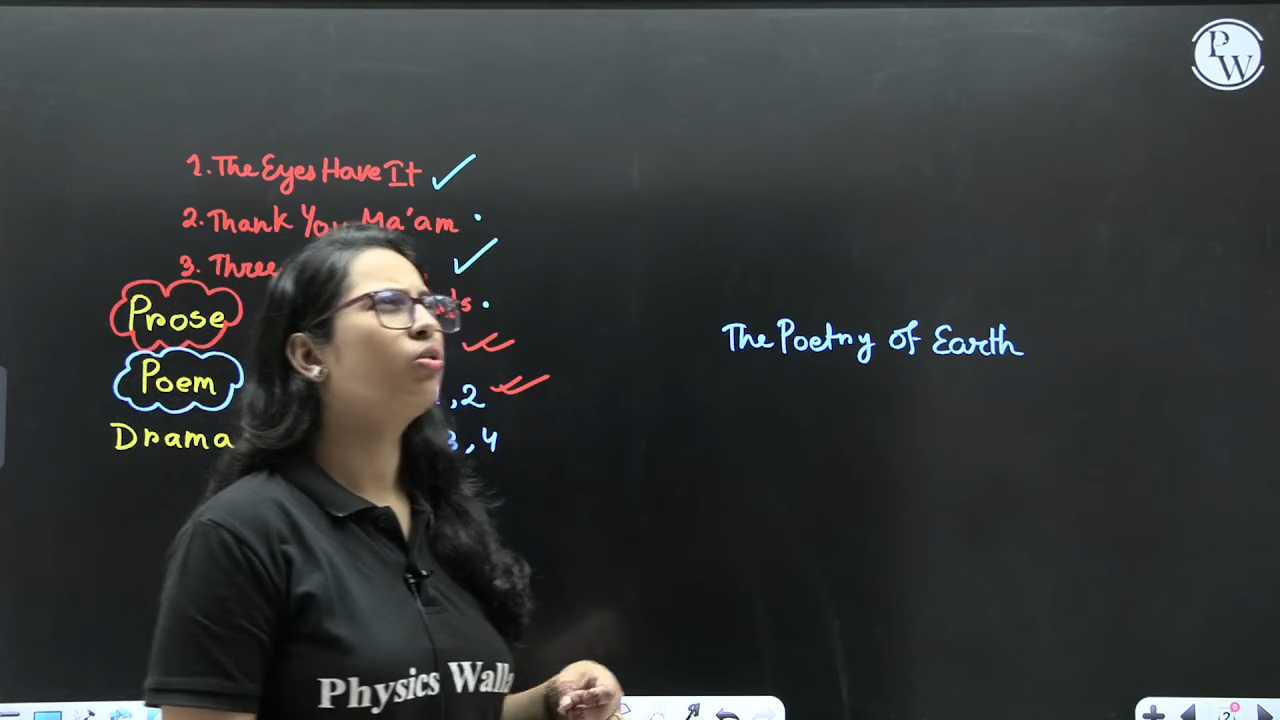 PW
1. The Eyes Have It
2. Thank You Ma'am
3. Three
Prose
Poem , 2
Drama 3, 4
The Poetry of Earth
Physics Walla
2